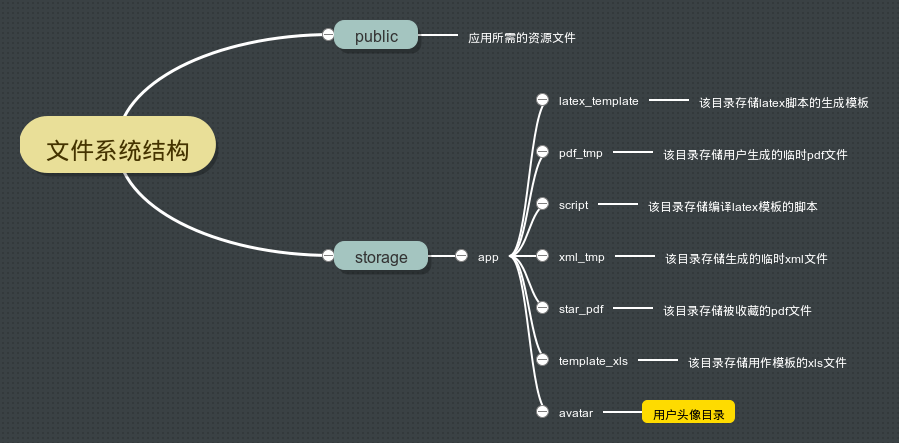 文件系统结构
public
应用所需的资源文件
storage
app
latex_template
该目录存储latex脚本的生成模板
pdf_tmp
该目录存储用户生成的临时pdf文件
script
该目录存储编译latex模板的脚本
xml_tmp
该目录存储生成的临时xml文件
star_pdf
该目录存储被收藏的pdf文件
template_xls
该目录存储用作模板的xls文件
avatar
用户头像目录